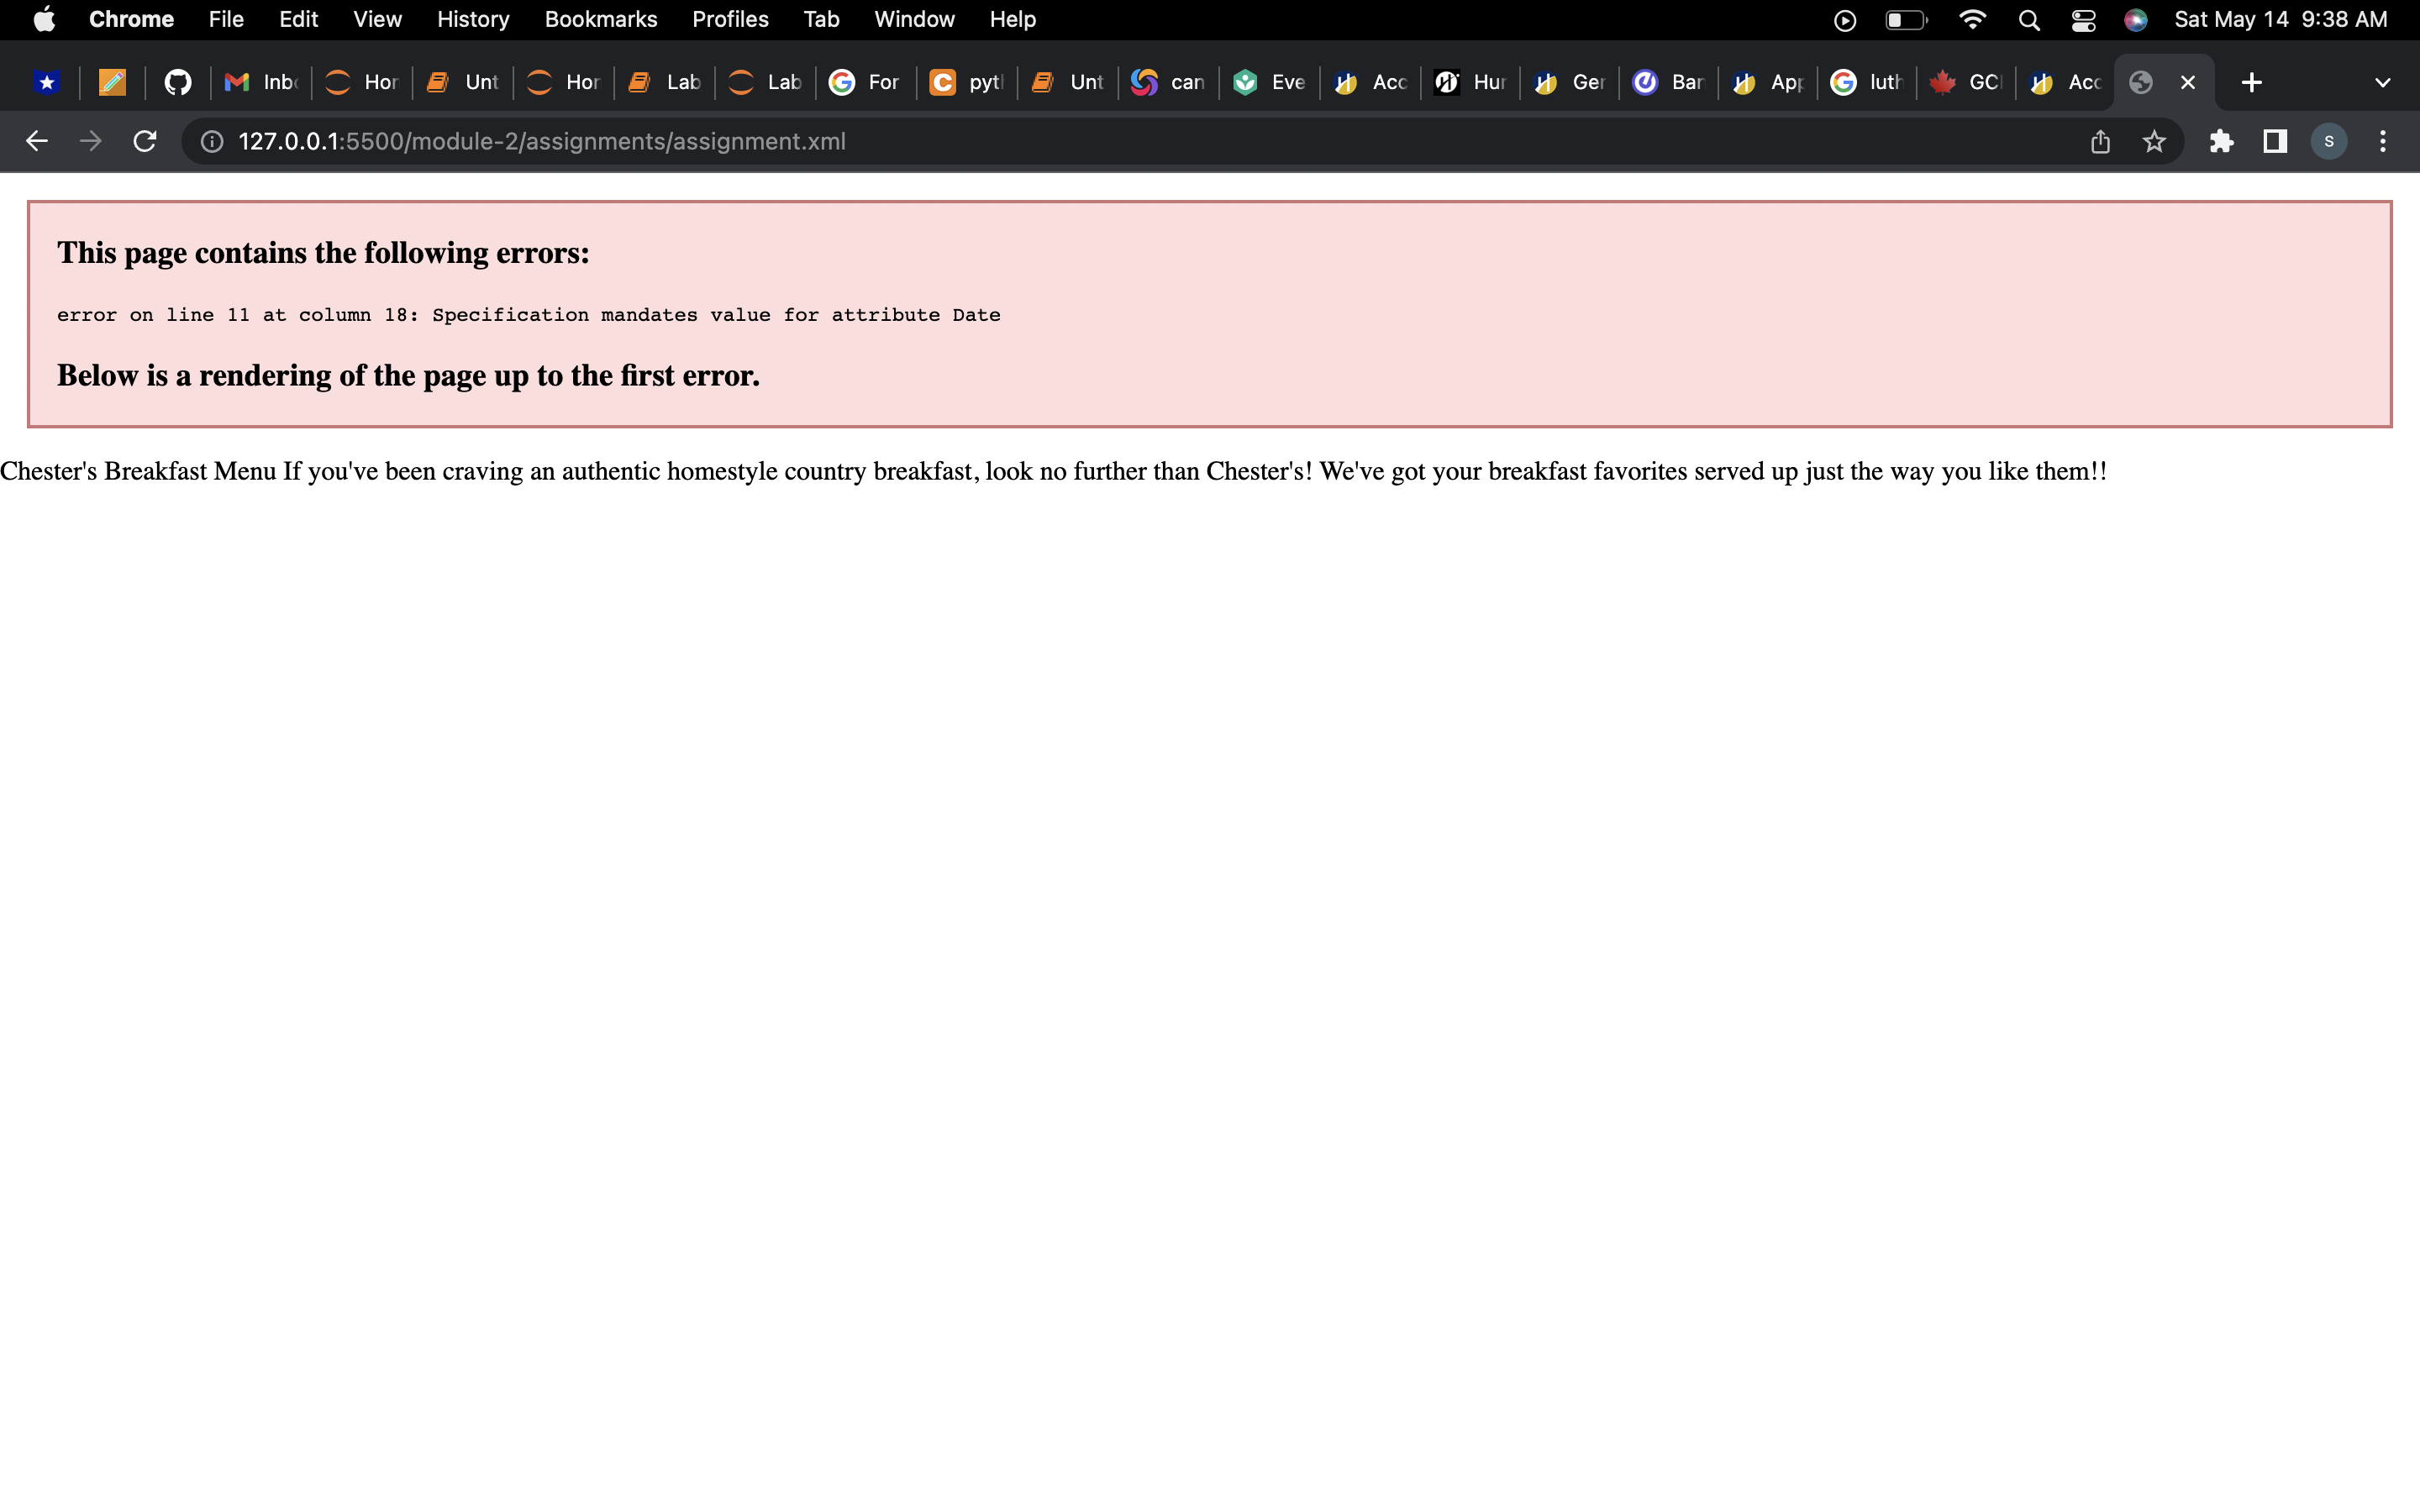 Chrome File Edit View History Bookmarks Profiles Tab Window Help Sat May 14 9:38 AM
Inbo Hor Unt Hor Lab Lab For pyth Unt can Eve Acc Hur Ger Bar App luth GC Acc
127.0.0.1:5500/module-2/assignments/assignment.xml S
This page contains the following errors:
error on line 11 at column 18: Specification mandates value for attribute Date
Below is a rendering of the page up to the first error.
Chester's Breakfast Menu If you've been craving an authentic homestyle country breakfast, look no further than Chester's! We've got your breakfast favorites served up just the way you like them!!